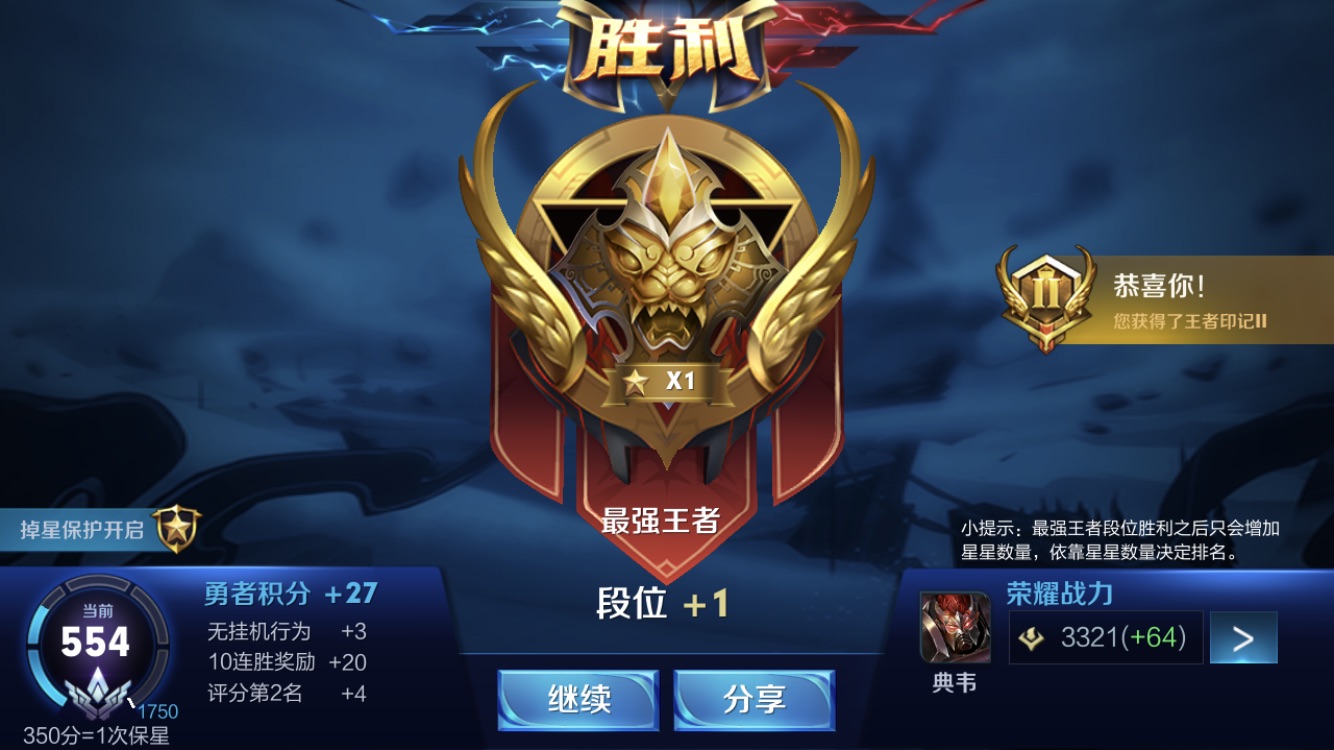 胜利
恭喜你！
您获得了王者印记II
X1
最强王者
段位 +1
掉星保护开启
当前
554
1750
350分=1次保星
勇者积分 +27
无挂机行为 +3
10连胜奖励 +20
评分第2名 +4
继续
分享
小提示：最强王者段位胜利之后只会增加
星星数量，依靠星星数量决定排名。
荣耀战力
3321(+64)
典韦